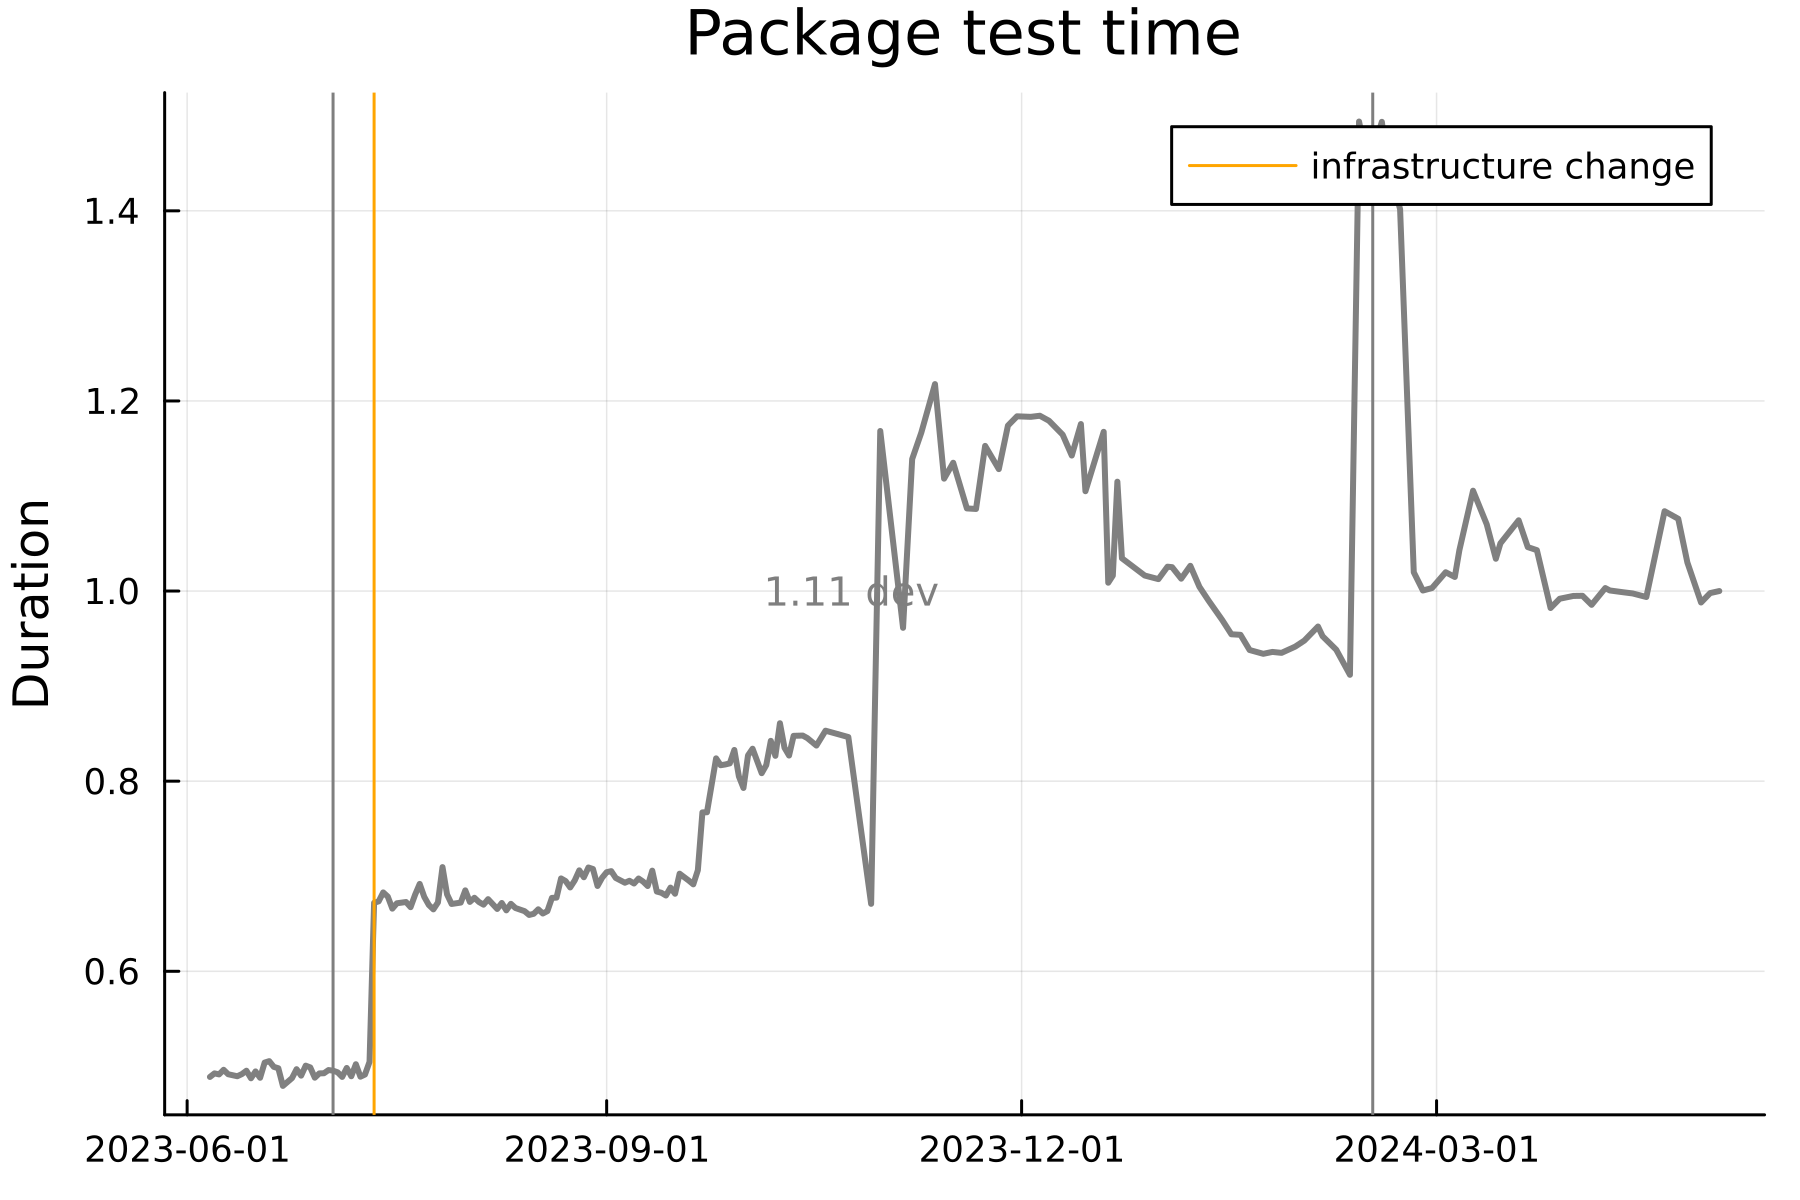 Package test time
infrastructure change
Duration
1.4
1.2
1.0
0.8
0.6
1.11 dev
2023-06-01
2023-09-01
2023-12-01
2024-03-01